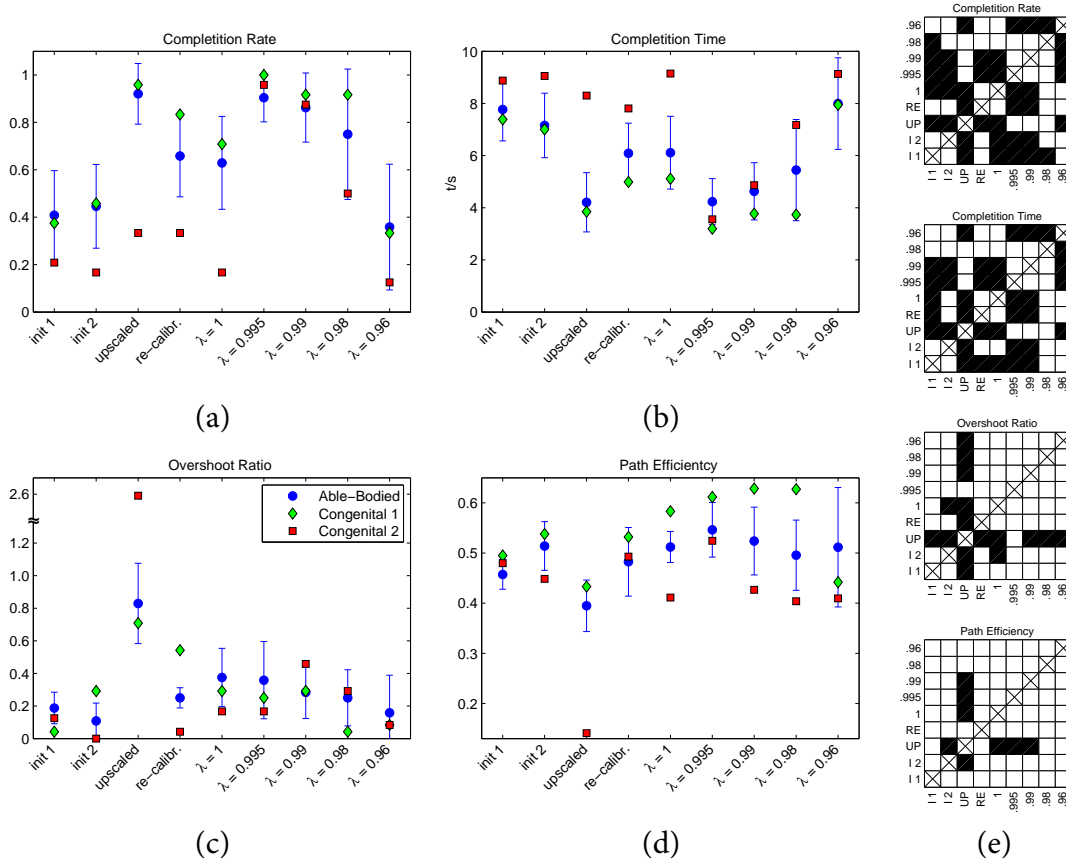 Completition Rate
1
0.8
0.6
0.4
0.2
0
init 1
init 2
upscaled
re−calibr.
λ = 1
λ = 0.995
λ = 0.99
λ = 0.98
λ = 0.96
(a)
Completition Time
t/s
10
8
6
4
2
0
init 1
init 2
upscaled
re−calibr.
λ = 1
λ = 0.995
λ = 0.99
λ = 0.98
λ = 0.96
(b)
Overshoot Ratio
2.6
≈
1.2
1
0.8
0.6
0.4
0.2
0
Able−Bodied
Congenital 1
Congenital 2
init 1
init 2
upscaled
re−calibr.
λ = 1
λ = 0.995
λ = 0.99
λ = 0.98
λ = 0.96
(c)
Path Efficientcy
0.6
0.5
0.4
0.3
0.2
init 1
init 2
upscaled
re−calibr.
λ = 1
λ = 0.995
λ = 0.99
λ = 0.98
λ = 0.96
(d)
Completition Rate
.96
.98
.99
.995
1
RE
UP
I 2
I 1
I 1
I 2
UP
RE
1
.995
.99
.98
.96
Completition Time
.96
.98
.99
.995
1
RE
UP
I 2
I 1
I 1
I 2
UP
RE
1
.995
.99
.98
.96
Overshoot Ratio
.96
.98
.99
.995
1
RE
UP
I 2
I 1
I 1
I 2
UP
RE
1
.995
.99
.98
.96
Path Efficiency
.96
.98
.99
.995
1
RE
UP
I 2
I 1
I 1
I 2
UP
RE
1
.995
.99
.98
.96
(e)